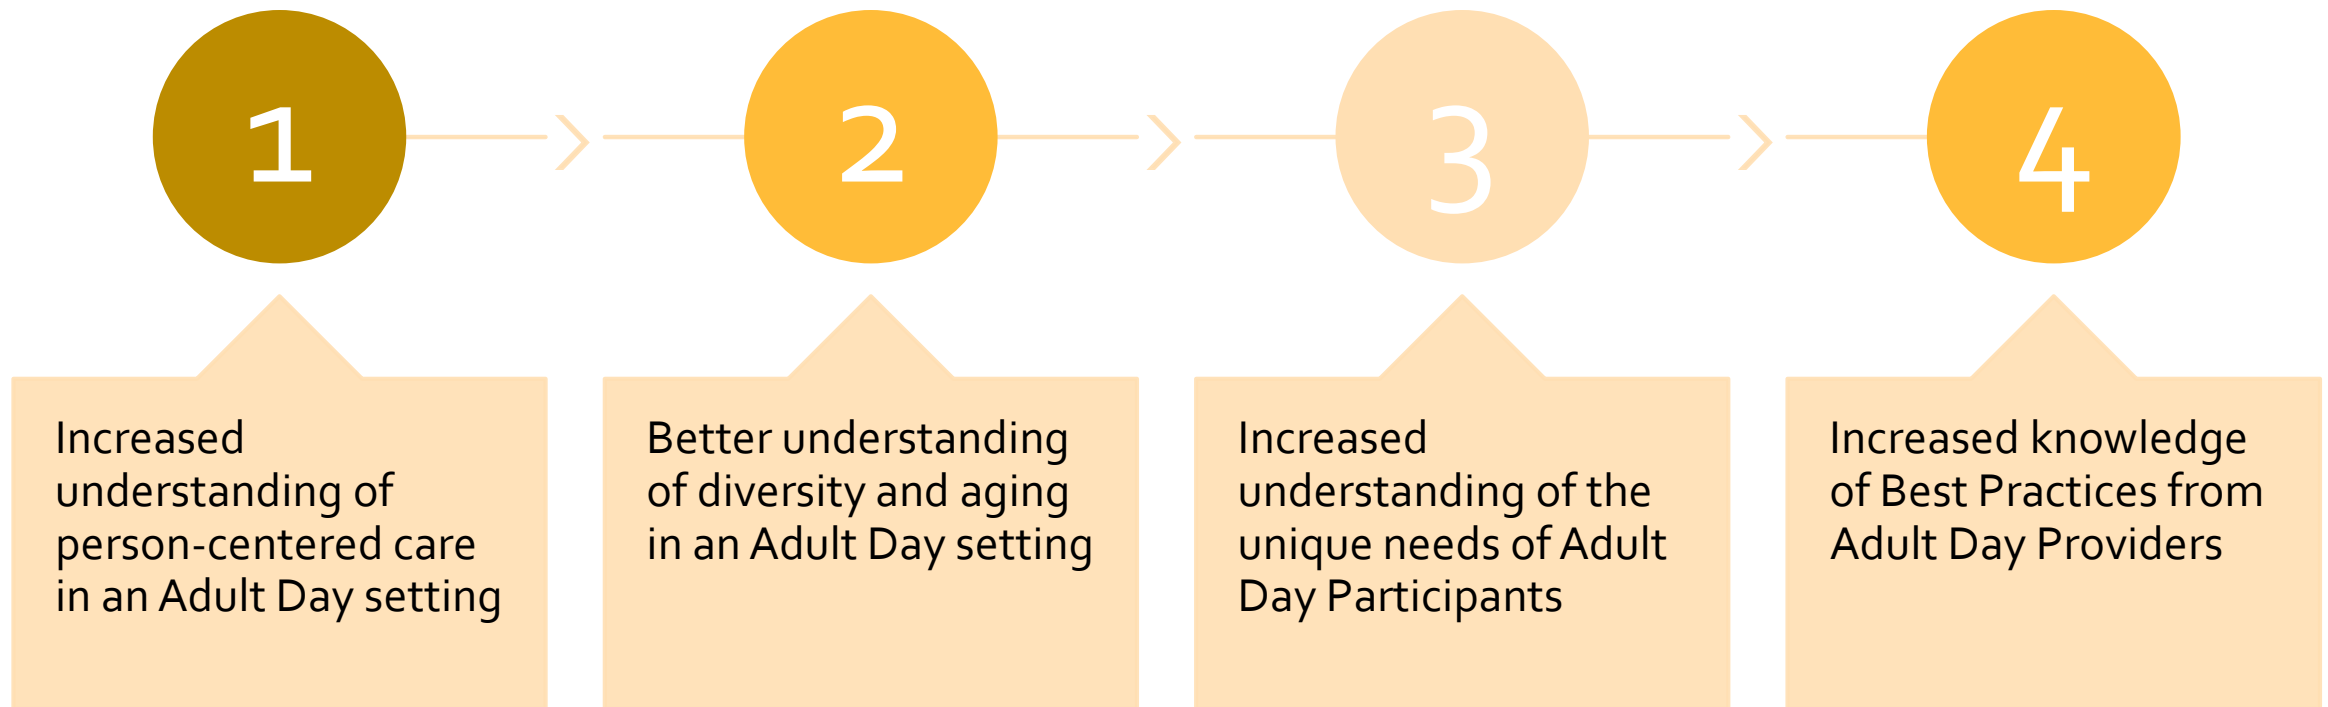 1
2
3
4
Increased
understanding of
person-centered care
in an Adult Day setting
Better understanding
of diversity and aging
in an Adult Day setting
Increased
understanding of the
unique needs of Adult
Day Participants
Increased knowledge
of Best Practices from
Adult Day Providers